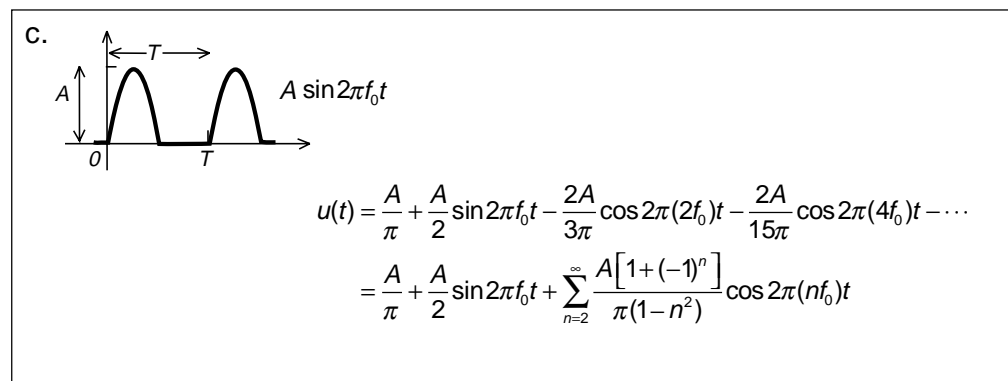 c.
T
A
A sin2πf₀t
0
T
u(t) = A/π + A/2 sin2πf₀t − 2A/3π cos2π(2f₀)t − 2A/15π cos2π(4f₀)t − ⋯
= A/π + A/2 sin2πf₀t + ∑_{n=2}^{∞} A[1+(−1)ⁿ]/π(1−n²) cos2π(nf₀)t